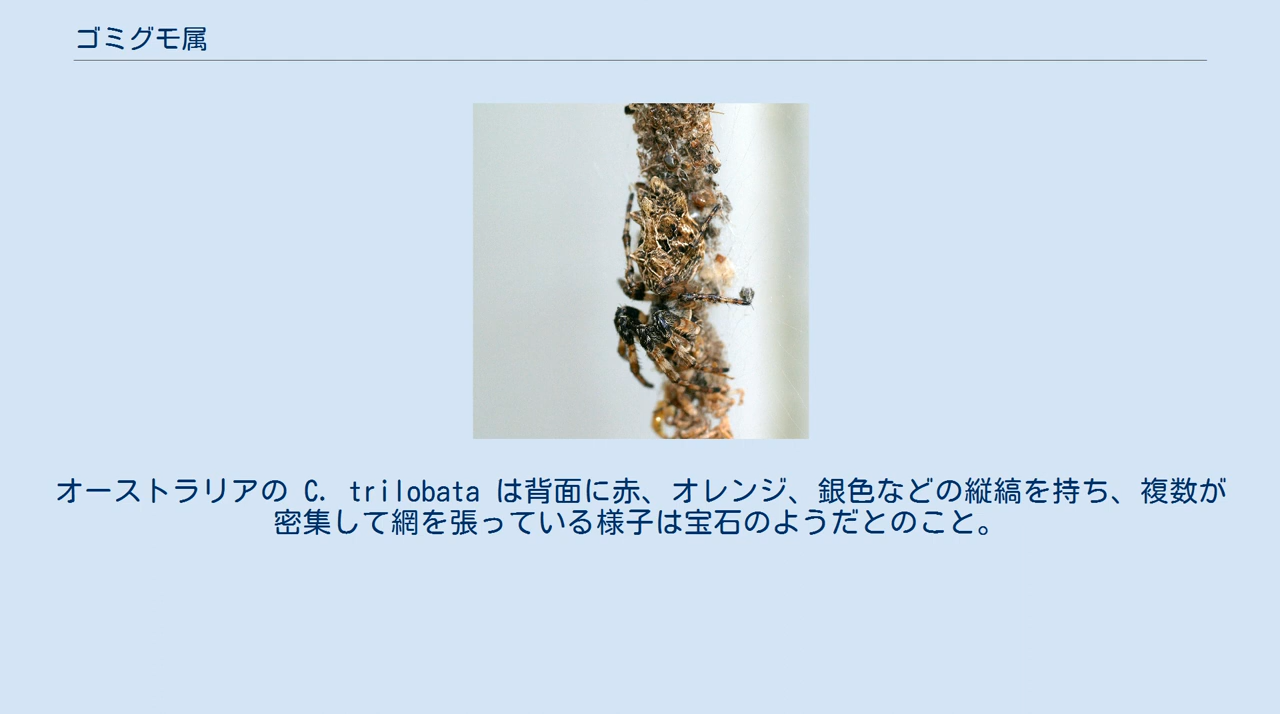 ゴミグモ属
オーストラリアの C. trilobata は背面に赤、オレンジ、銀色などの縦縞を持ち、複数が
密集して網を張っている様子は宝石のようだとのこと。